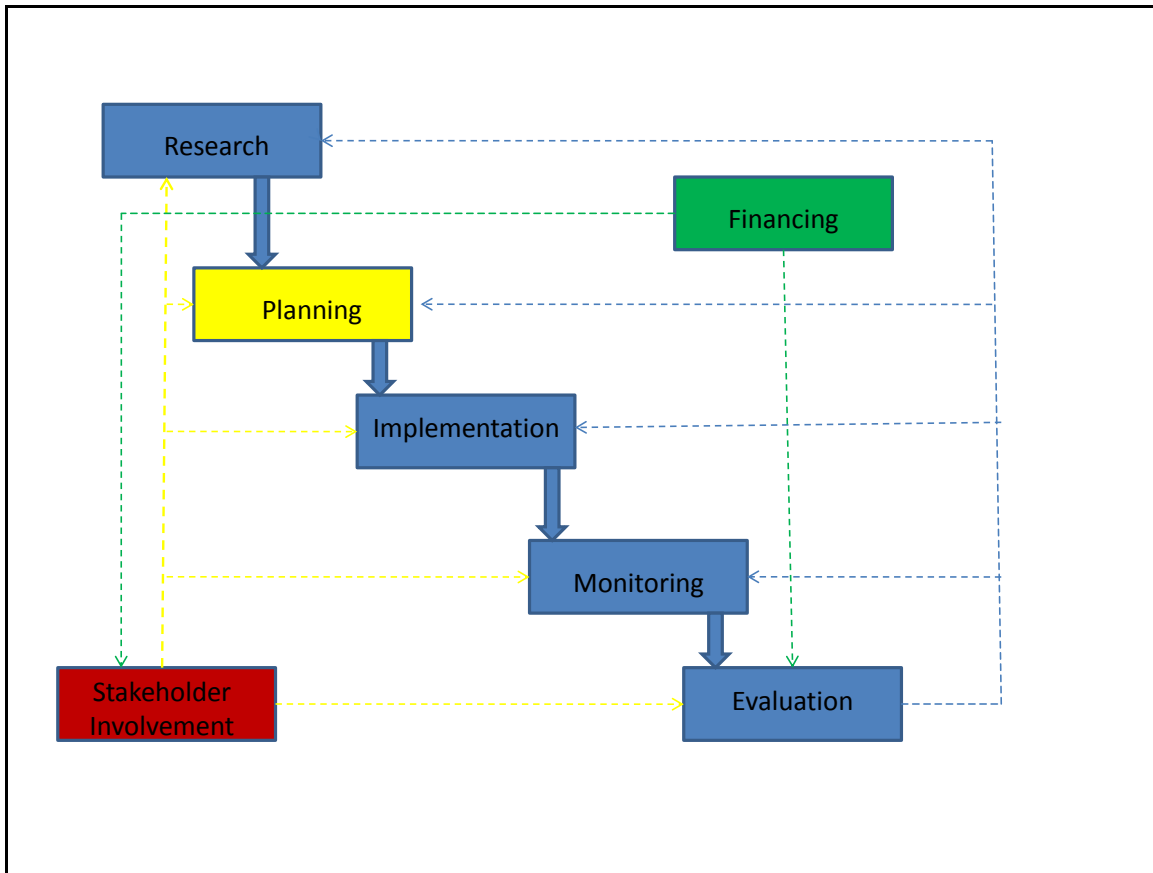 Research
Financing
Planning
Implementation
Monitoring
Stakeholder
Involvement
Evaluation